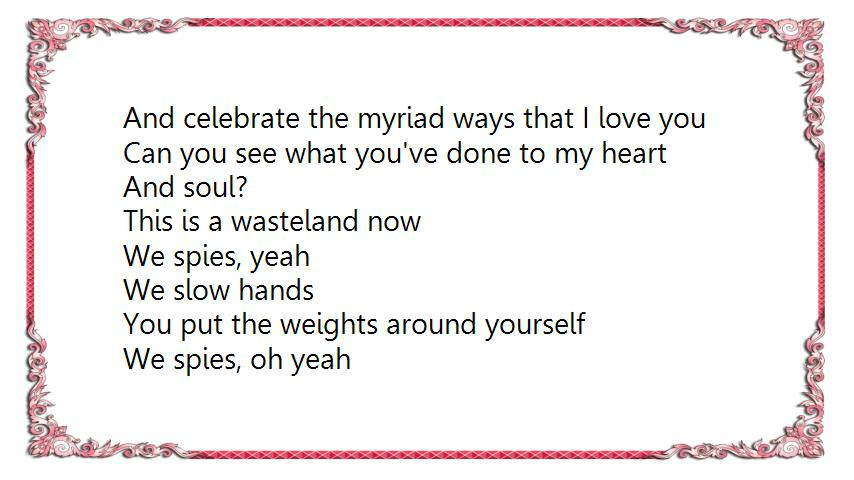 And celebrate the myriad ways that I love you
Can you see what you've done to my heart
And soul?
This is a wasteland now
We spies, yeah
We slow hands
You put the weights around yourself
We spies, oh yeah